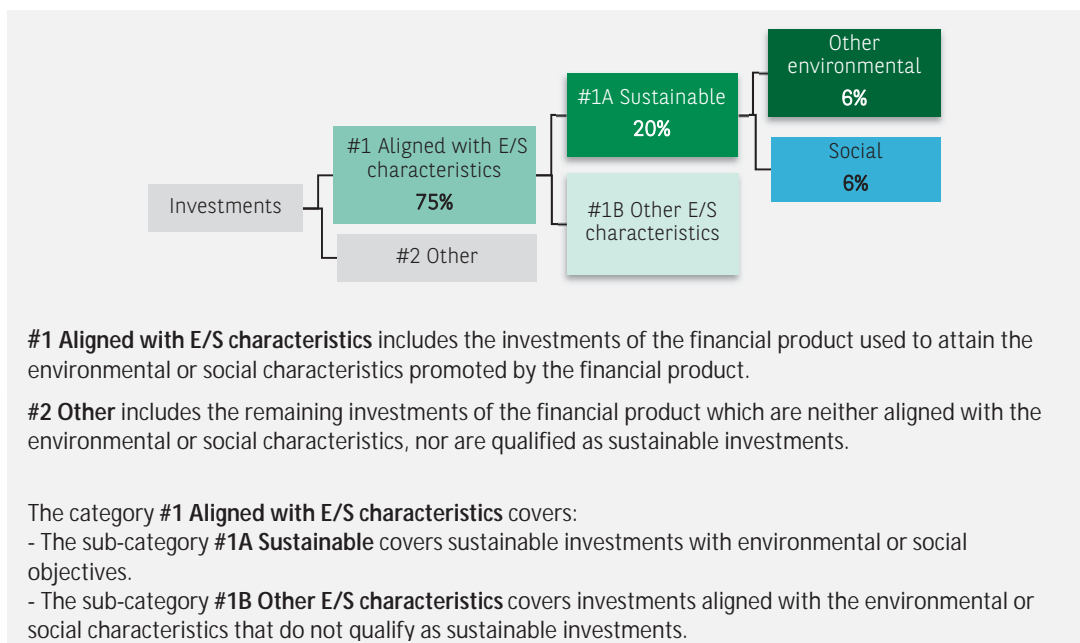 Other
environmental
6%
#1A Sustainable
20%
#1 Aligned with E/S
characteristics
75%
Social
6%
Investments
#1B Other E/S
characteristics
#2 Other
#1 Aligned with E/S characteristics includes the investments of the financial product used to attain the
environmental or social characteristics promoted by the financial product.
#2 Other includes the remaining investments of the financial product which are neither aligned with the
environmental or social characteristics, nor are qualified as sustainable investments.
The category #1 Aligned with E/S characteristics covers:
- The sub-category #1A Sustainable covers sustainable investments with environmental or social
objectives.
- The sub-category #1B Other E/S characteristics covers investments aligned with the environmental or
social characteristics that do not qualify as sustainable investments.